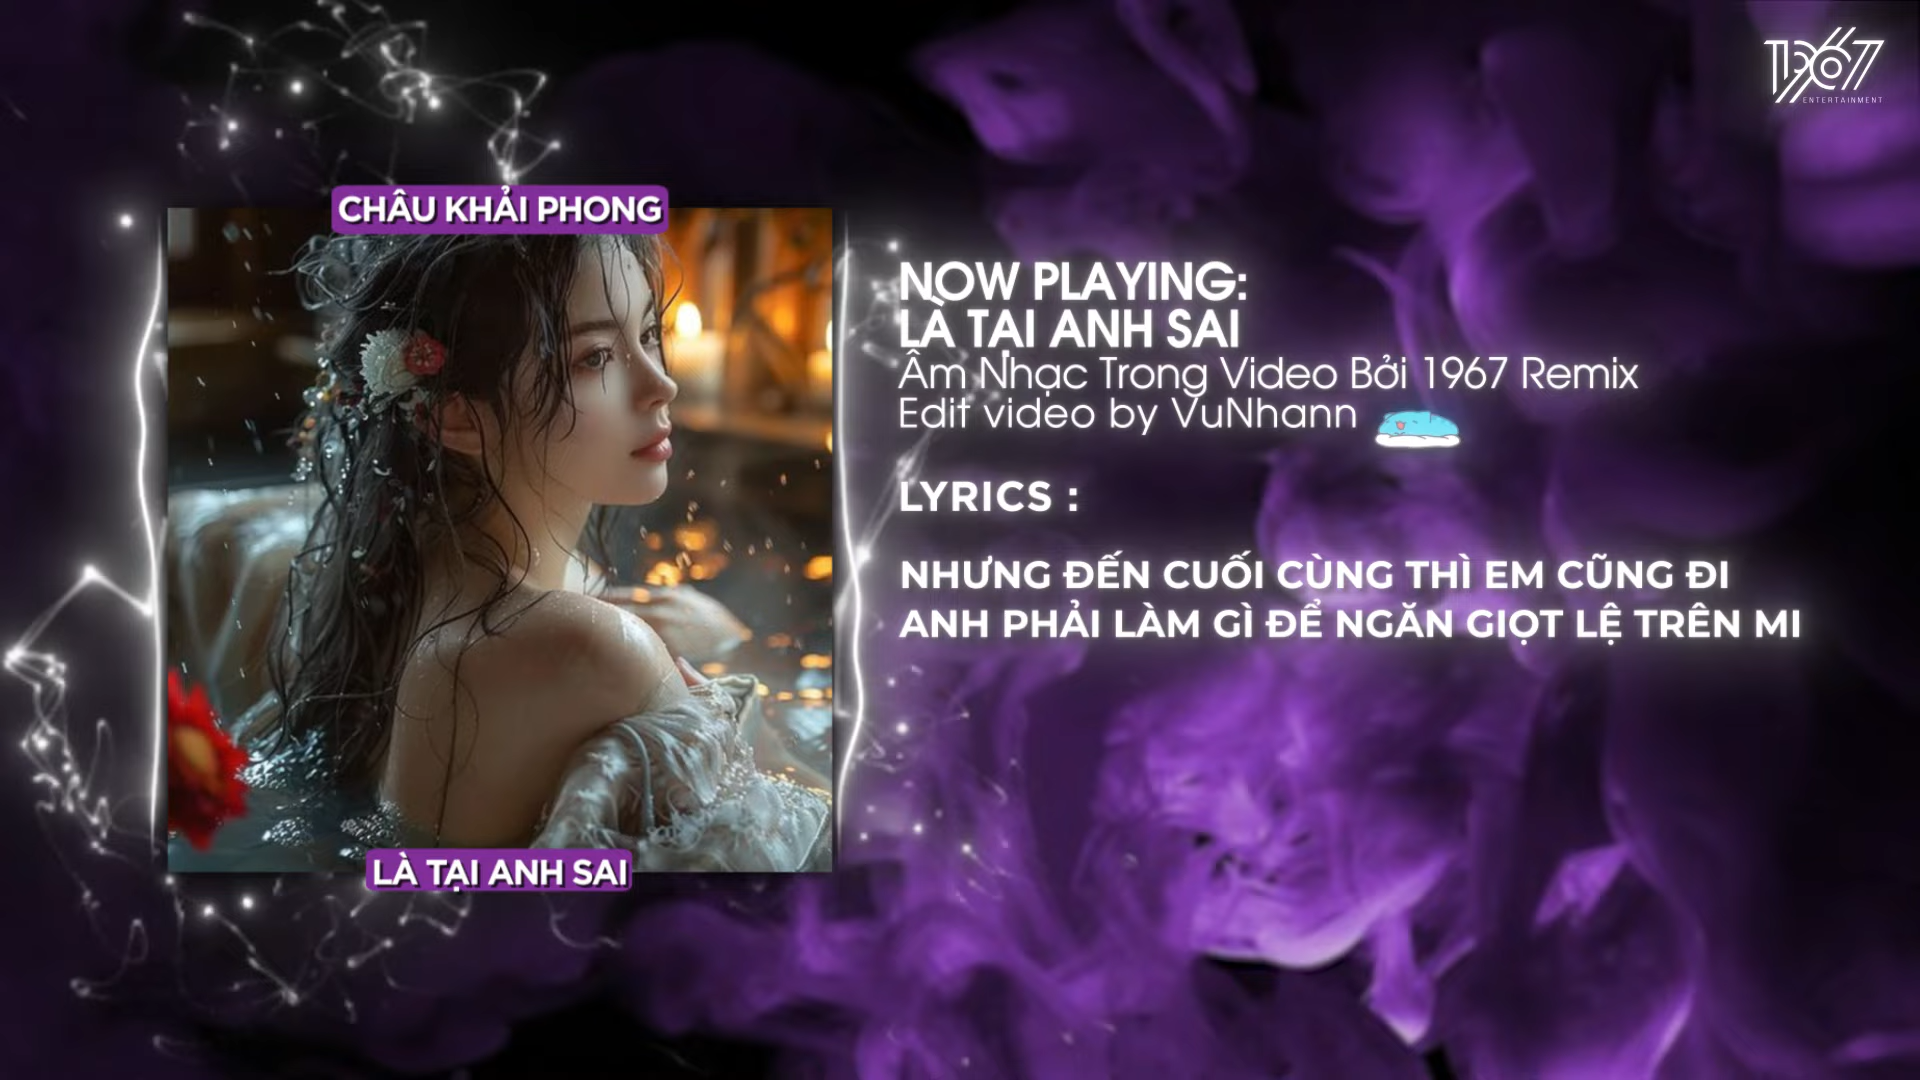 1967
ENTERTAINMENT
CHÂU KHẢI PHONG
LÀ TẠI ANH SAI
NOW PLAYING:
LÀ TẠI ANH SAI
Âm Nhạc Trong Video Bởi 1967 Remix
Edit video by VuNhann
LYRICS :
NHƯNG ĐẾN CUỐI CÙNG THÌ EM CŨNG ĐI
ANH PHẢI LÀM GÌ ĐỂ NGĂN GIỌT LỆ TRÊN MI